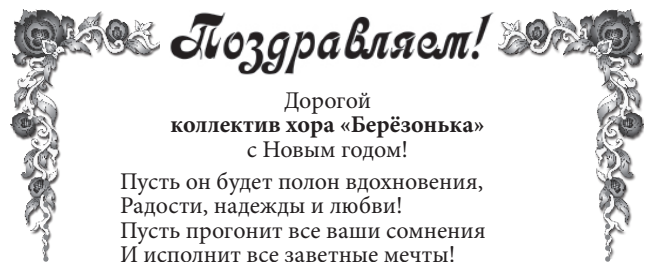 Поздравляем!
Дорогой
коллектив хора «Берёзонька»
с Новым годом!
Пусть он будет полон вдохновения,
Радости, надежды и любви!
Пусть прогонит все ваши сомнения
И исполнит все заветные мечты!